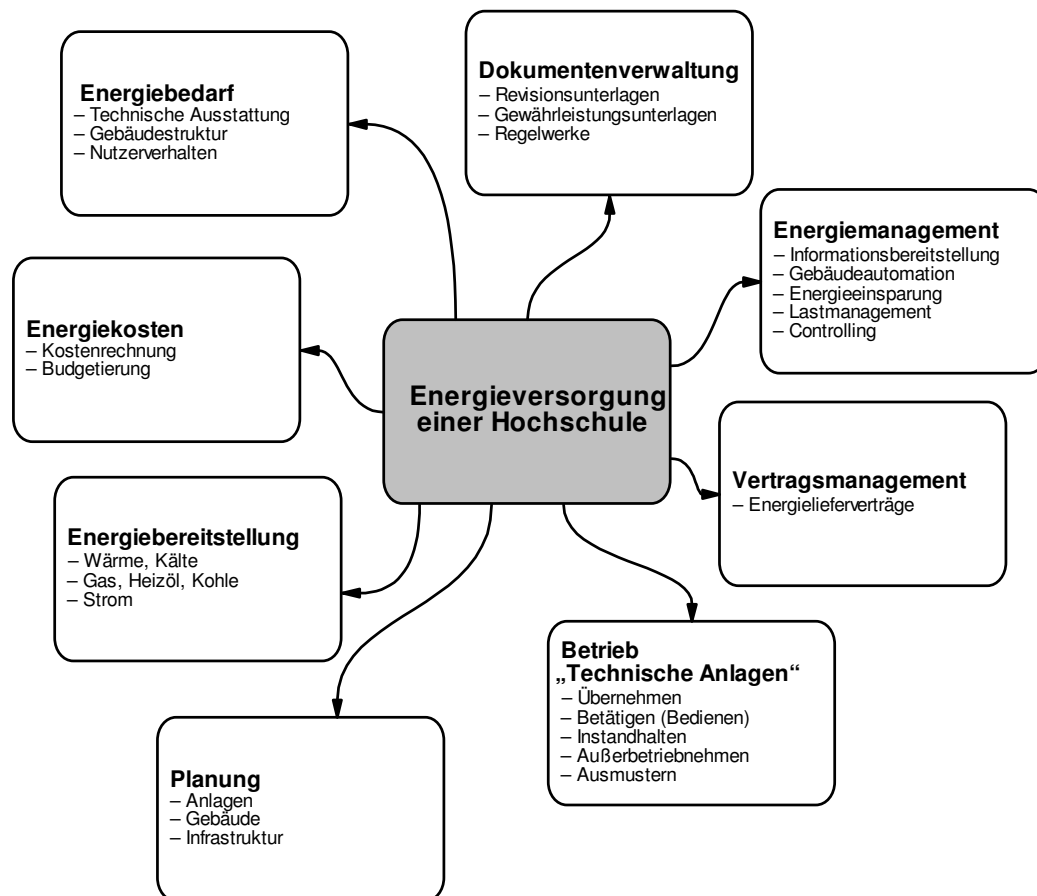 Energiebedarf
– Technische Ausstattung
– Gebäudestruktur
– Nutzerverhalten
Dokumentenverwaltung
– Revisionsunterlagen
– Gewährleistungsunterlagen
– Regelwerke
Energiemanagement
– Informationsbereitstellung
– Gebäudeautomation
– Energieeinsparung
– Lastmanagement
– Controlling
Energiekosten
– Kostenrechnung
– Budgetierung
Energieversorgung
einer Hochschule
Vertragsmanagement
– Energielieferverträge
Energiebereitstellung
– Wärme, Kälte
– Gas, Heizöl, Kohle
– Strom
Betrieb
„Technische Anlagen“
– Übernehmen
– Betätigen (Bedienen)
– Instandhalten
– Außerbetriebnehmen
– Ausmustern
Planung
– Anlagen
– Gebäude
– Infrastruktur